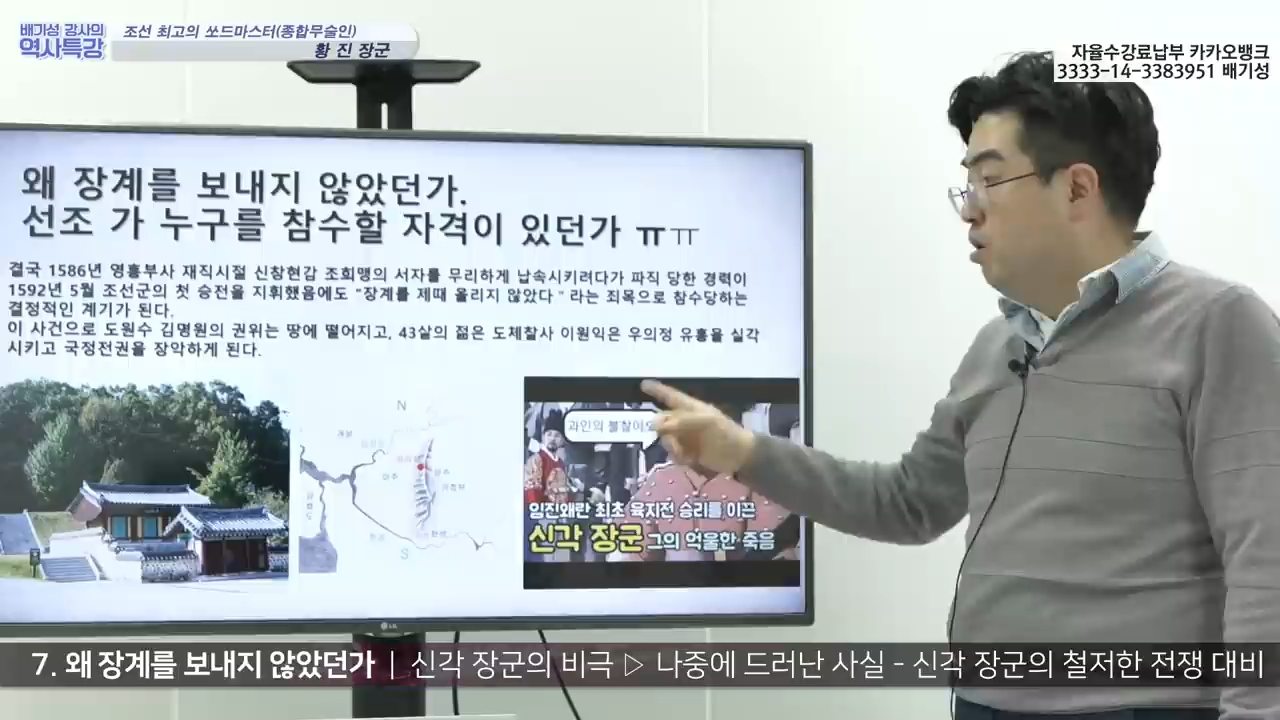 배기성 강사의
역사특강
조선 최고의 쏘드마스터(종합무술인)
황 진 장군
자율수강료납부 카카오뱅크
3333-14-3383951 배기성
왜 장계를 보내지 않았던가.
선조 가 누구를 참수할 자격이 있던가 ㅠㅠ
결국 1586년 영흥부사 재직시절 신창현감 조희맹의 서자를 무리하게 납속시키려다가 파직 당한 경력이
1592년 5월 조선군의 첫 승전을 지휘했음에도 "장계를 제때 올리지 않았다 " 라는 죄목으로 참수당하는
결정적인 계기가 된다.
이 사건으로 도원수 김명원의 권위는 땅에 떨어지고, 43살의 젊은 도체찰사 이원익은 우의정 유홍을 실각
시키고 국정전권을 장악하게 된다.
N
S
과인의 불찰이오
임진왜란 최초 육지전 승리를 이끈
신각 장군 그의 억울한 죽음
LG
7. 왜 장계를 보내지 않았던가 | 신각 장군의 비극 ▷ 나중에 드러난 사실 - 신각 장군의 철저한 전쟁 대비